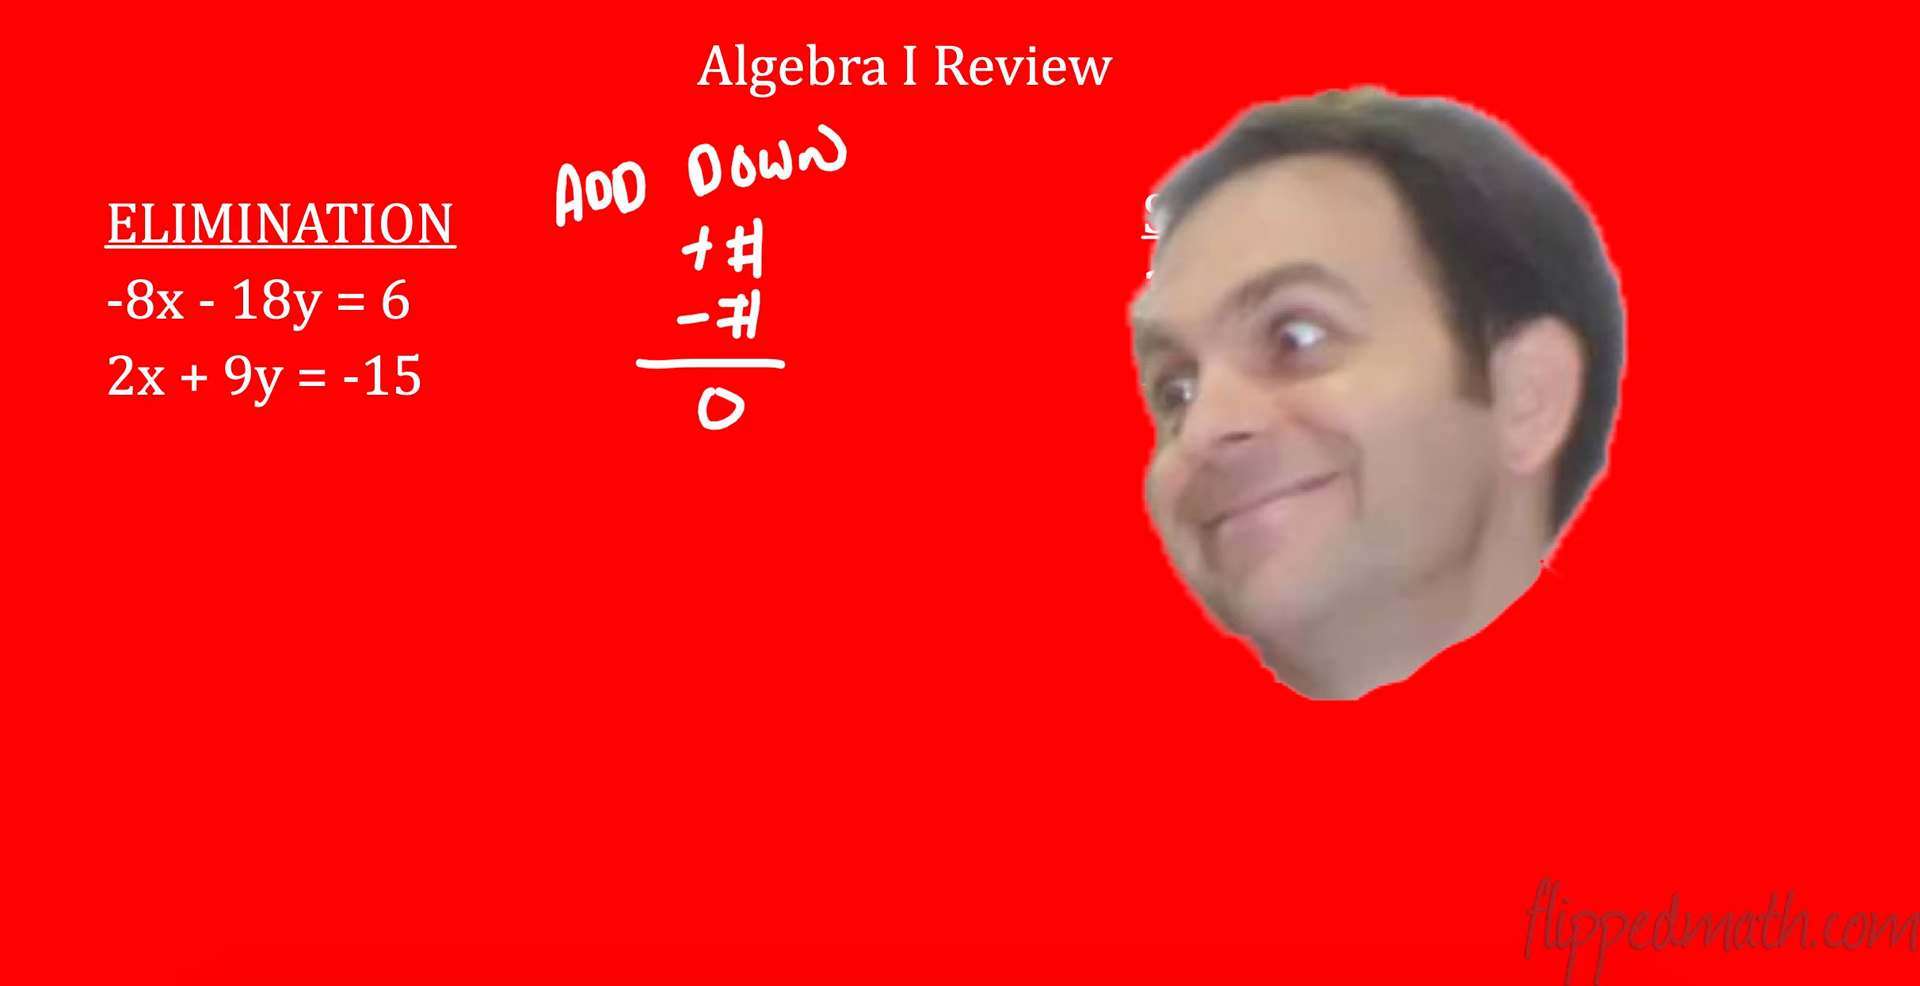 Algebra I Review
ADD DOWN
+#
-#
0
ELIMINATION
-8x - 18y = 6
2x + 9y = -15
S
flippedmath.com